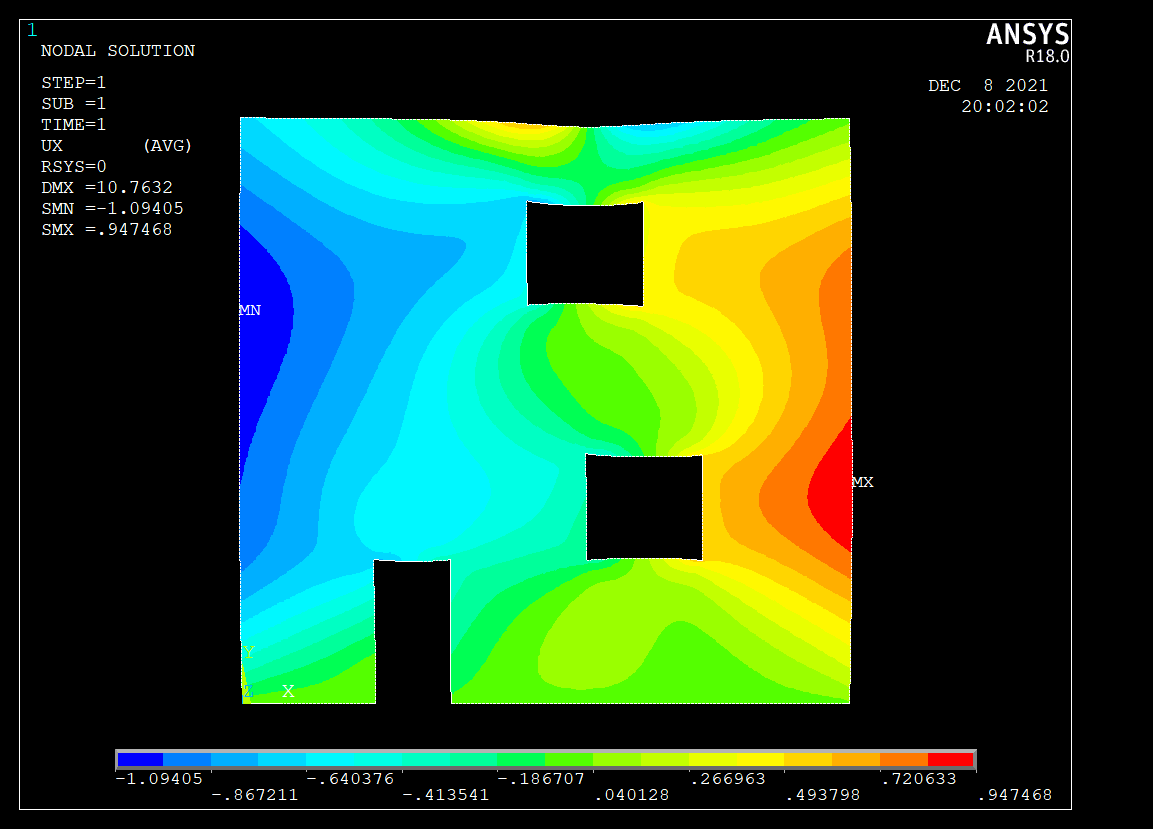 1
ANSYS
R18.0
NODAL SOLUTION
STEP=1
SUB =1
TIME=1
UX (AVG)
RSYS=0
DMX =10.7632
SMN =-1.09405
SMX =.947468
DEC 8 2021
20:02:02
MN
MX
Y
Z X
-1.09405 -.640376 -.186707 .266963 .720633
-.867211 -.413541 .040128 .493798 .947468